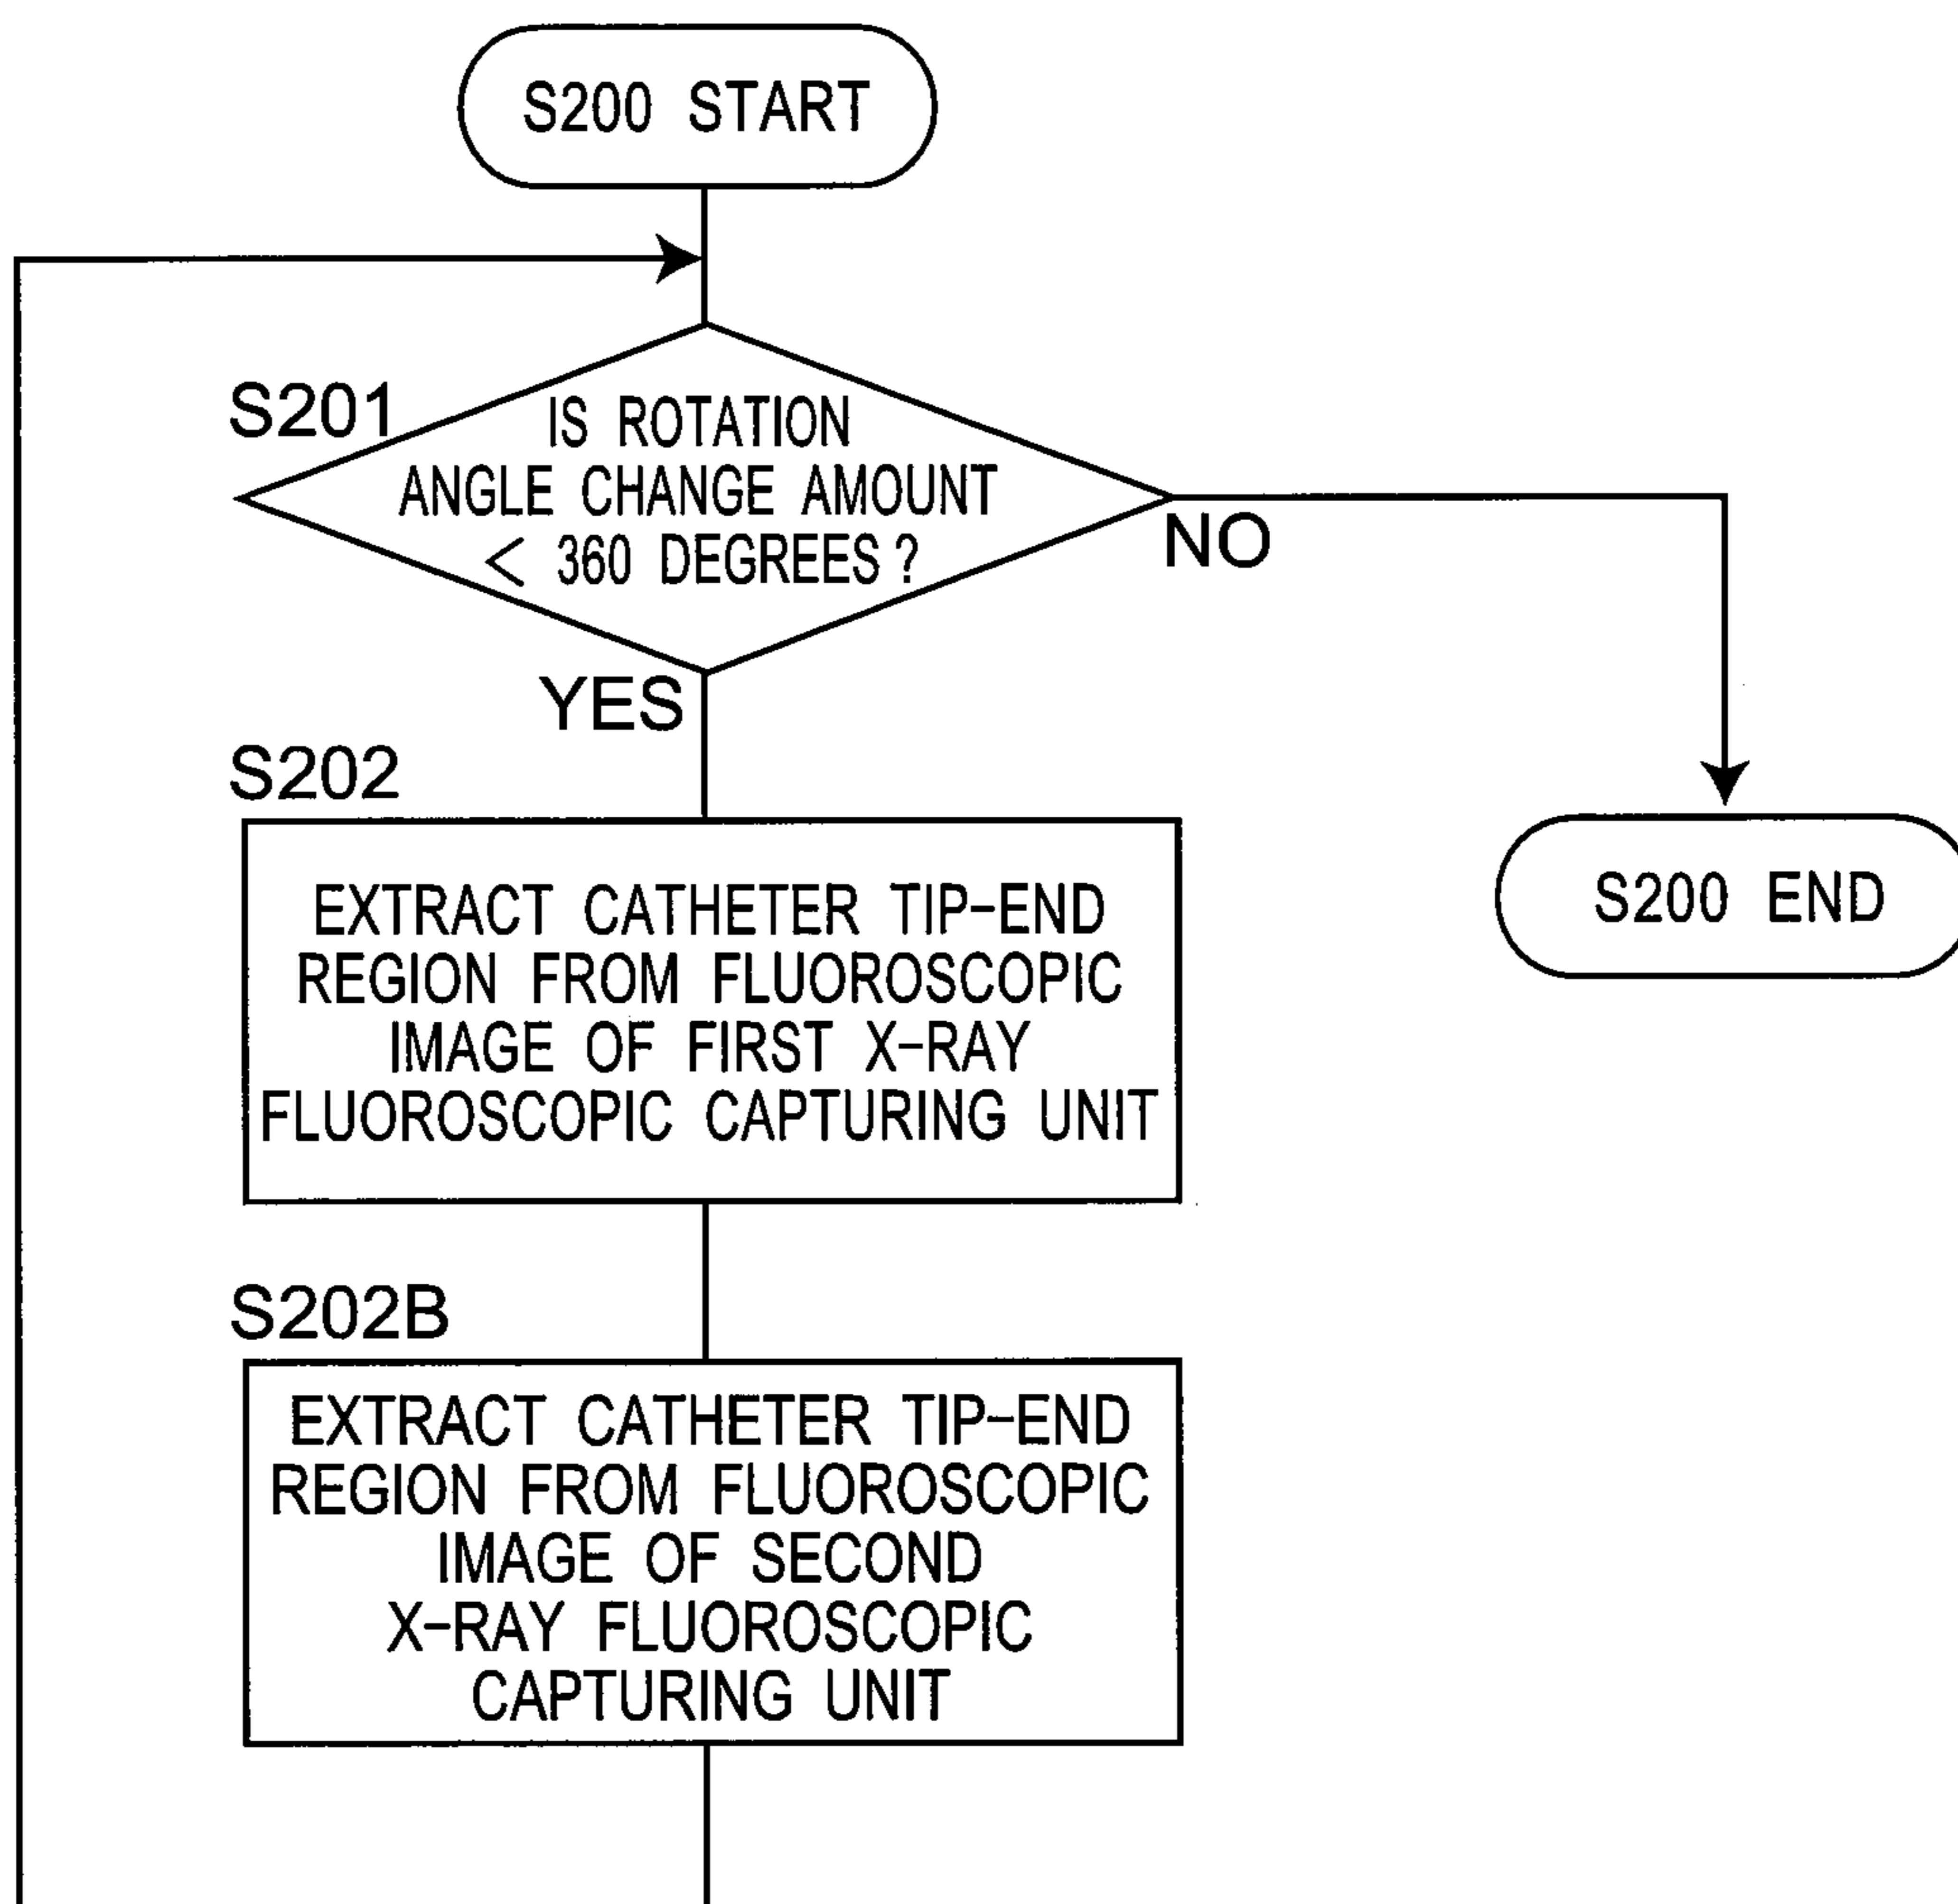 S200 START
S201
IS ROTATION
ANGLE CHANGE AMOUNT
< 360 DEGREES ?
NO
YES
S202
EXTRACT CATHETER TIP-END
REGION FROM FLUOROSCOPIC
IMAGE OF FIRST X-RAY
FLUOROSCOPIC CAPTURING UNIT
S200 END
S202B
EXTRACT CATHETER TIP-END
REGION FROM FLUOROSCOPIC
IMAGE OF SECOND
X-RAY FLUOROSCOPIC
CAPTURING UNIT